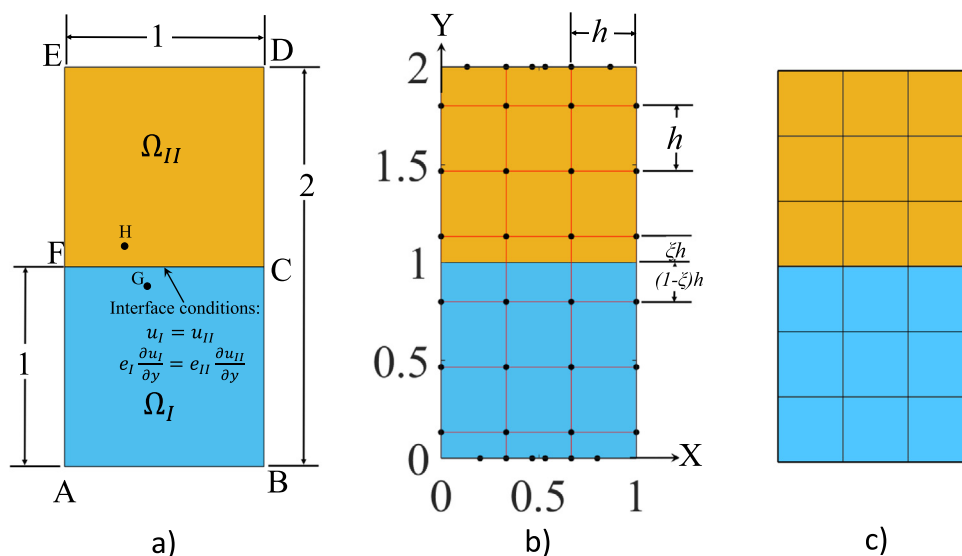 E
1
D
Ω_II
2
H
F
C
G
Interface conditions:
u_I = u_II
e_I ∂u_I/∂y = e_II ∂u_II/∂y
1
Ω_I
A
B
a)
Y
h
2
h
1.5
ξh
1
(1-ξ)h
0.5
0
X
0
0.5
1
b)
c)